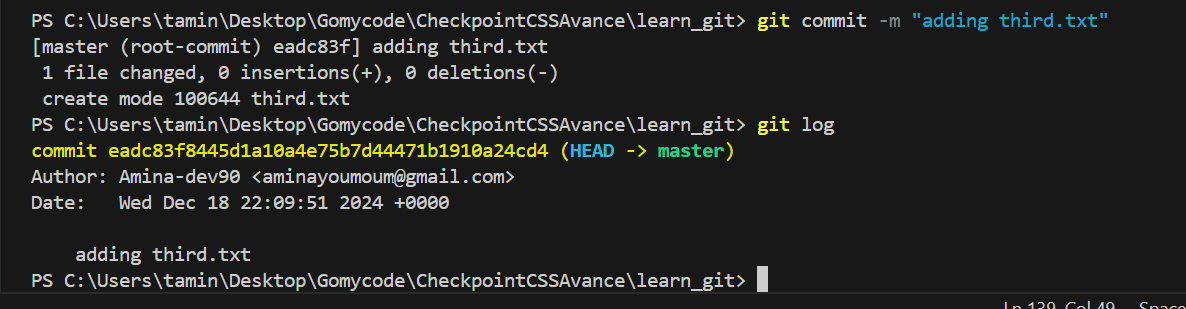 PS C:\Users\tamin\Desktop\Gomycode\CheckpointCSSAvance\learn_git> git commit -m "adding third.txt"
[master (root-commit) eadc83f] adding third.txt
 1 file changed, 0 insertions(+), 0 deletions(-)
 create mode 100644 third.txt
PS C:\Users\tamin\Desktop\Gomycode\CheckpointCSSAvance\learn_git> git log
commit eadc83f8445d1a10a4e75b7d44471b1910a24cd4 (HEAD -> master)
Author: Amina-dev90 <aminayoumoum@gmail.com>
Date:   Wed Dec 18 22:09:51 2024 +0000

    adding third.txt
PS C:\Users\tamin\Desktop\Gomycode\CheckpointCSSAvance\learn_git>
Ln 139, Col 49 Space